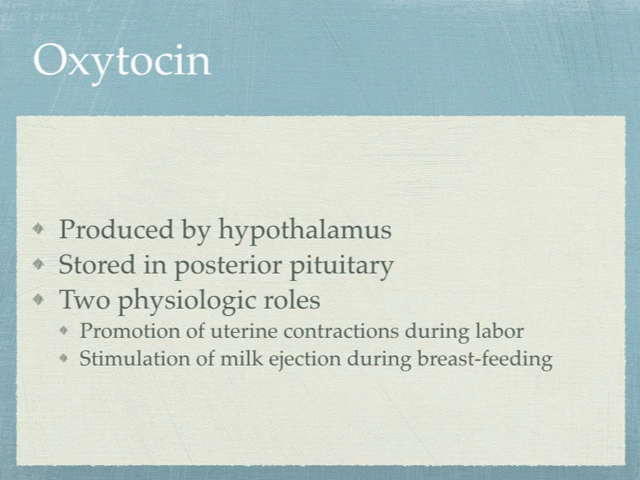 Oxytocin
Produced by hypothalamus
Stored in posterior pituitary
Two physiologic roles
Promotion of uterine contractions during labor
Stimulation of milk ejection during breast-feeding